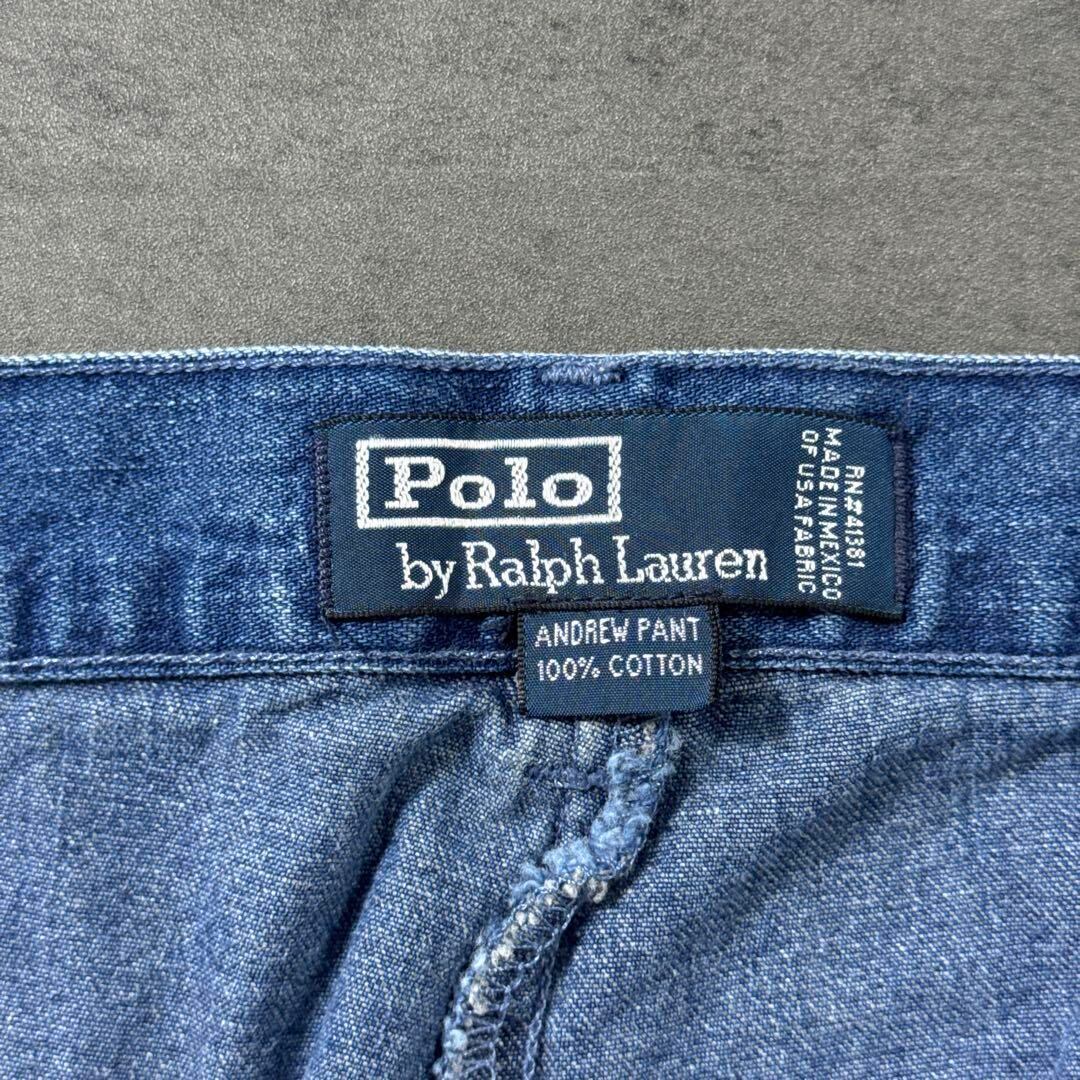 Polo
by Ralph Lauren
RN#41381
MADE IN MEXICO
OF USA FABRIC
ANDREW PANT
100% COTTON